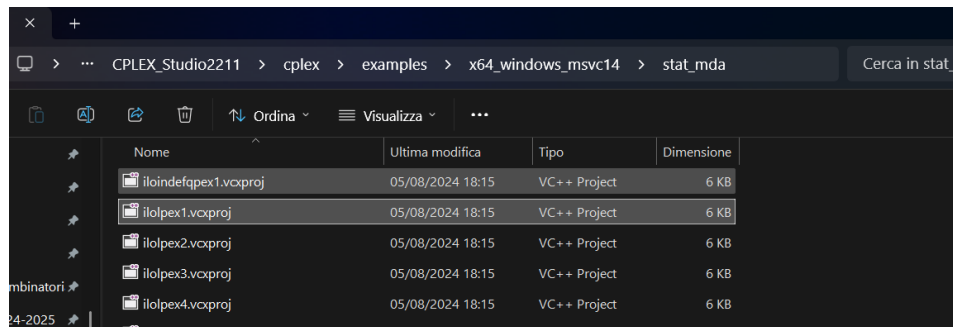 CPLEX_Studio2211 > cplex > examples > x64_windows_msvc14 > stat_mda
Cerca in stat_
Ordina Visualizza
Nome Ultima modifica Tipo Dimensione
iloindefqpex1.vcxproj 05/08/2024 18:15 VC++ Project 6 KB
ilolpex1.vcxproj 05/08/2024 18:15 VC++ Project 6 KB
ilolpex2.vcxproj 05/08/2024 18:15 VC++ Project 6 KB
ilolpex3.vcxproj 05/08/2024 18:15 VC++ Project 6 KB
mbinatori
ilolpex4.vcxproj 05/08/2024 18:15 VC++ Project 6 KB
24-2025